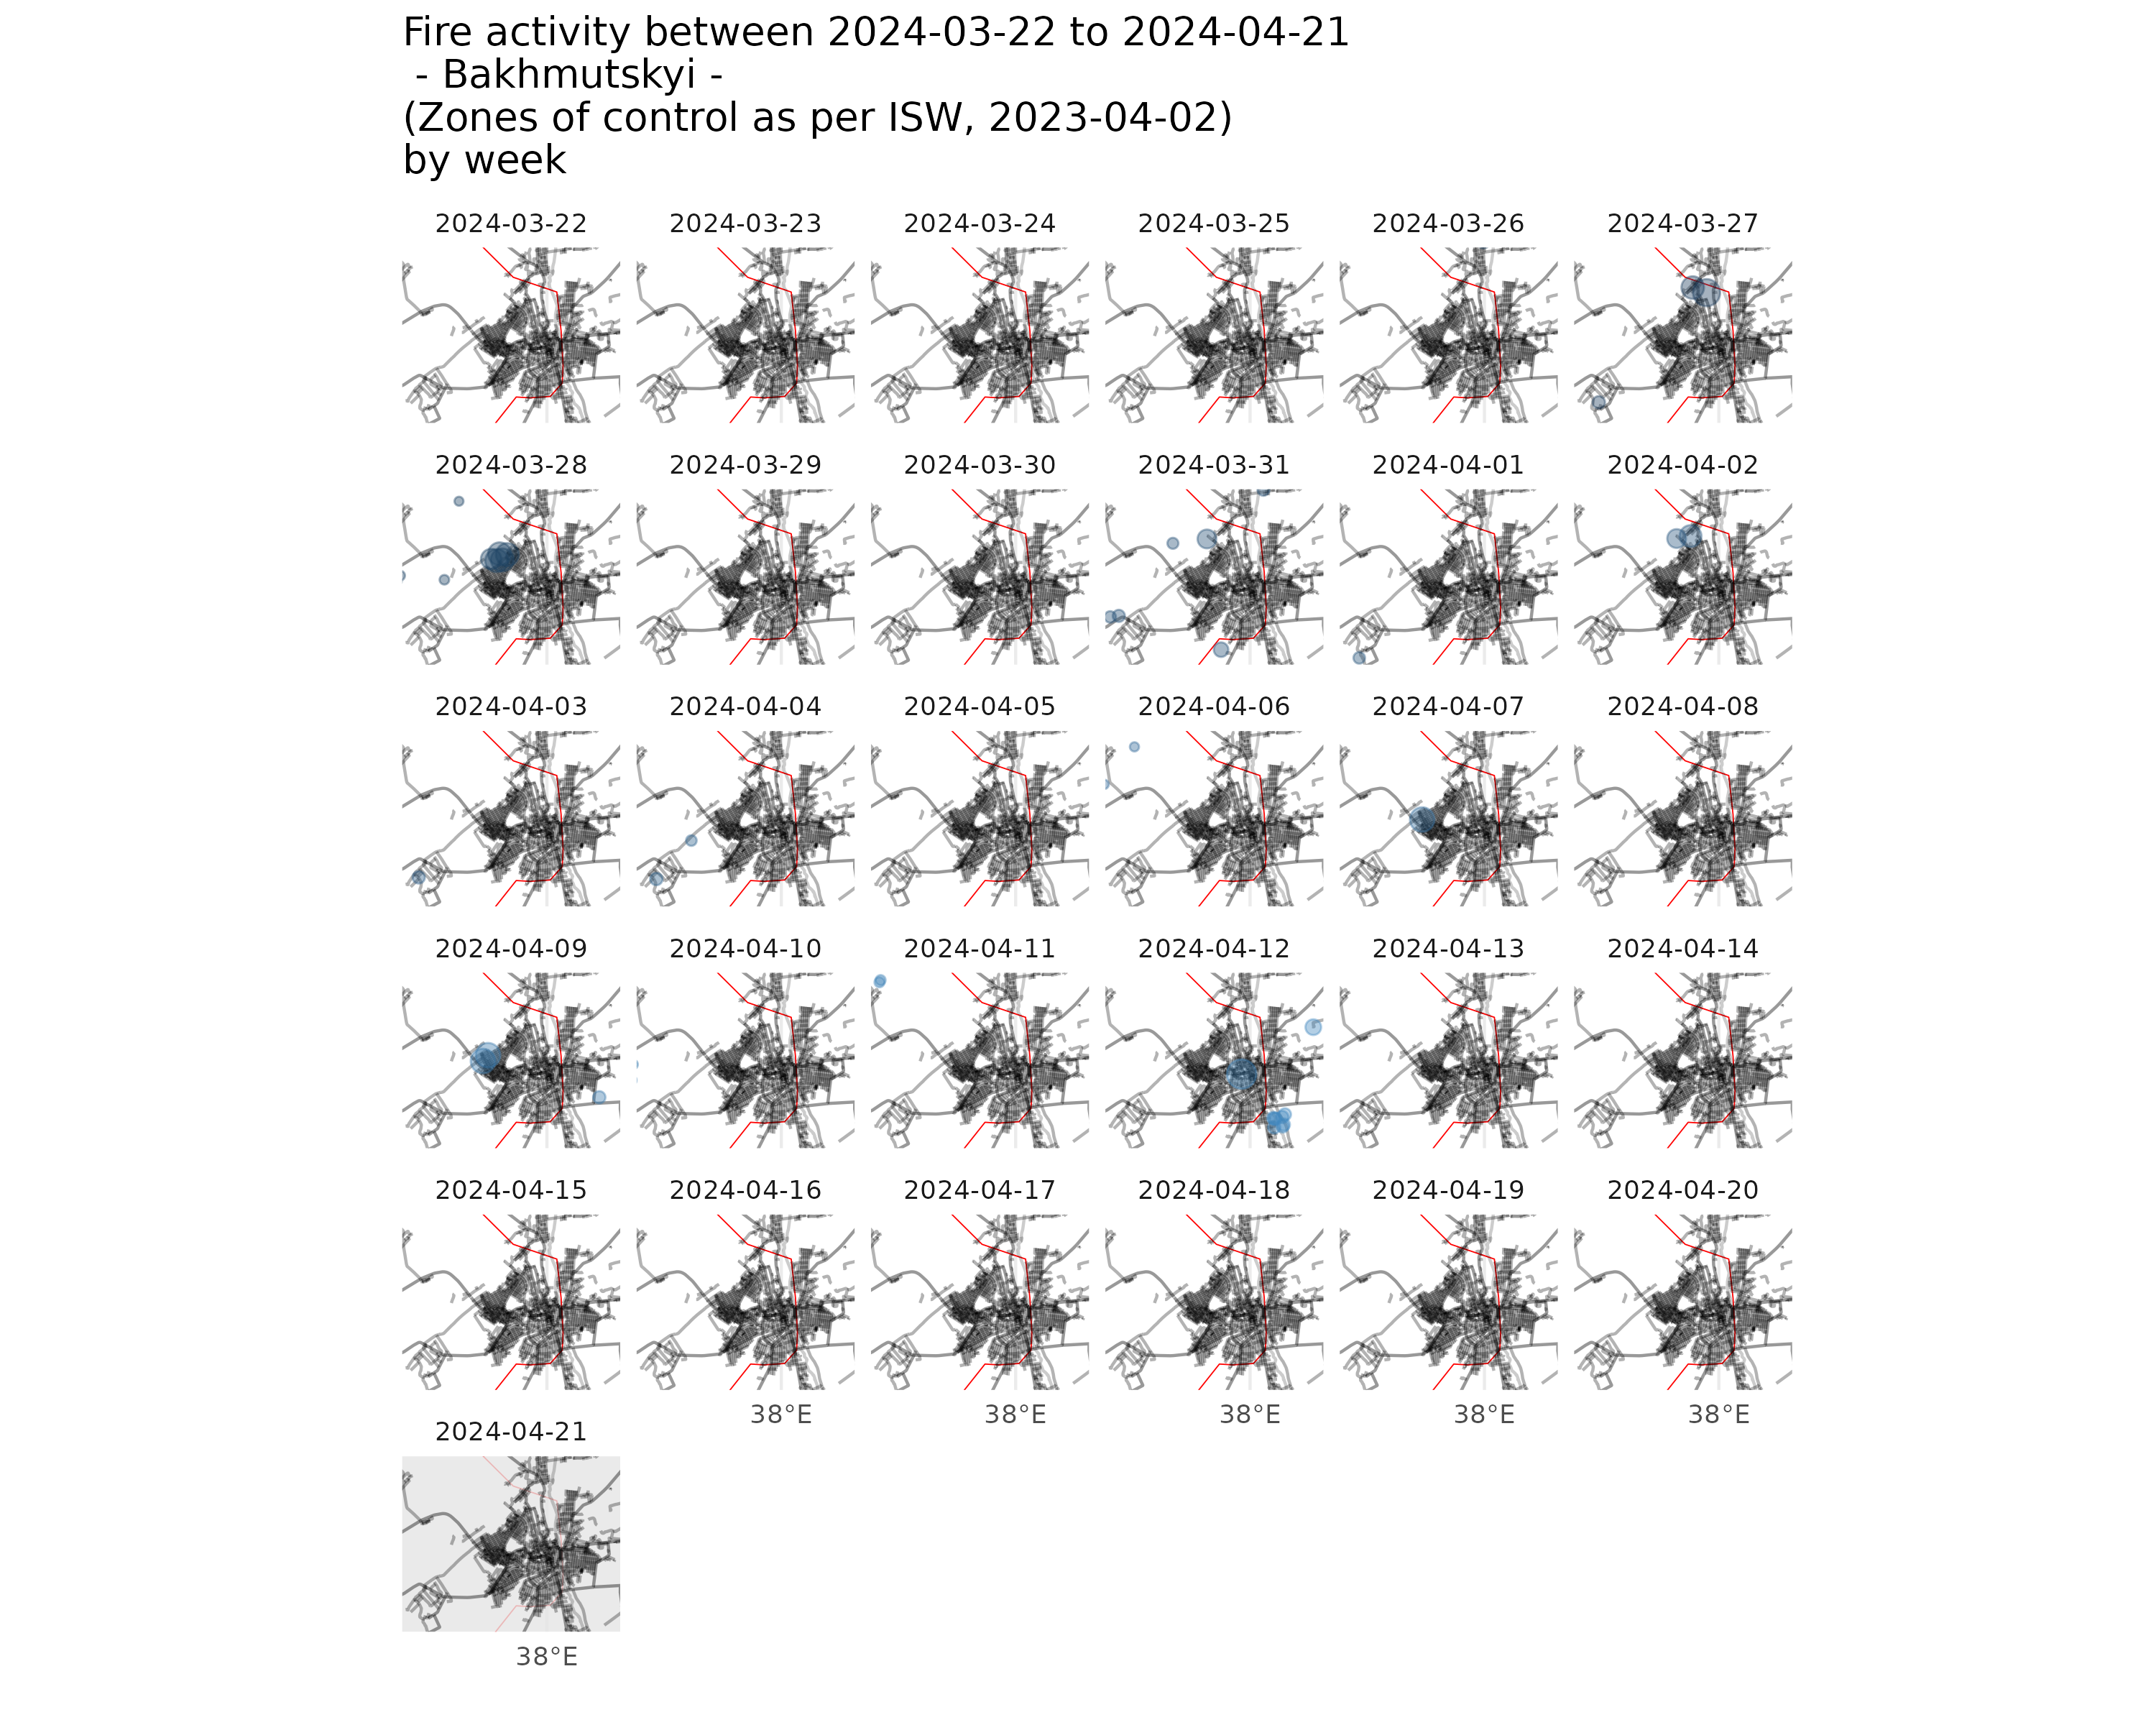 Fire activity between 2024-03-22 to 2024-04-21
- Bakhmutskyi -
(Zones of control as per ISW, 2023-04-02)
by week
2024-03-22 2024-03-23 2024-03-24 2024-03-25 2024-03-26 2024-03-27
2024-03-28 2024-03-29 2024-03-30 2024-03-31 2024-04-01 2024-04-02
2024-04-03 2024-04-04 2024-04-05 2024-04-06 2024-04-07 2024-04-08
2024-04-09 2024-04-10 2024-04-11 2024-04-12 2024-04-13 2024-04-14
2024-04-15 2024-04-16 2024-04-17 2024-04-18 2024-04-19 2024-04-20
38°E 38°E 38°E 38°E 38°E
2024-04-21
38°E